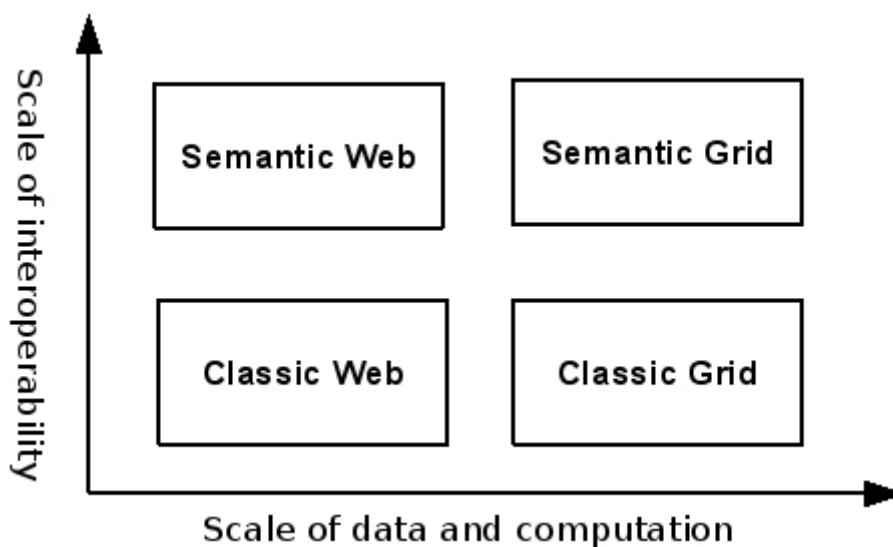 Scale of interoperability
Semantic Web
Semantic Grid
Classic Web
Classic Grid
Scale of data and computation